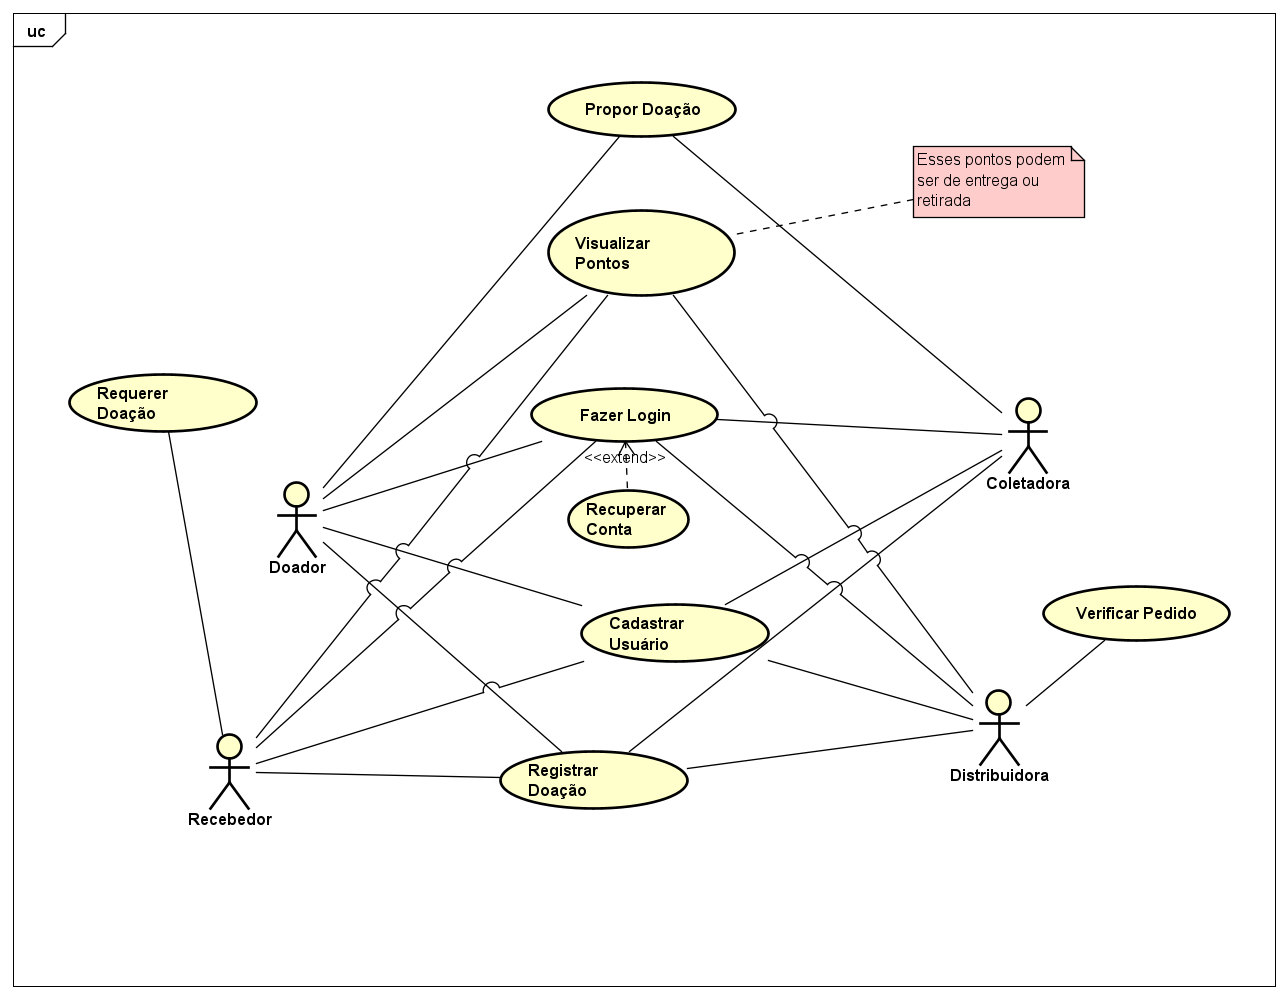 uc
Propor Doação
Esses pontos podem
ser de entrega ou
retirada
Visualizar
Pontos
Requerer
Doação
Fazer Login
<<extend>>
Coletadora
Recuperar
Conta
Doador
Cadastrar
Usuário
Verificar Pedido
Registrar
Doação
Distribuidora
Recebedor